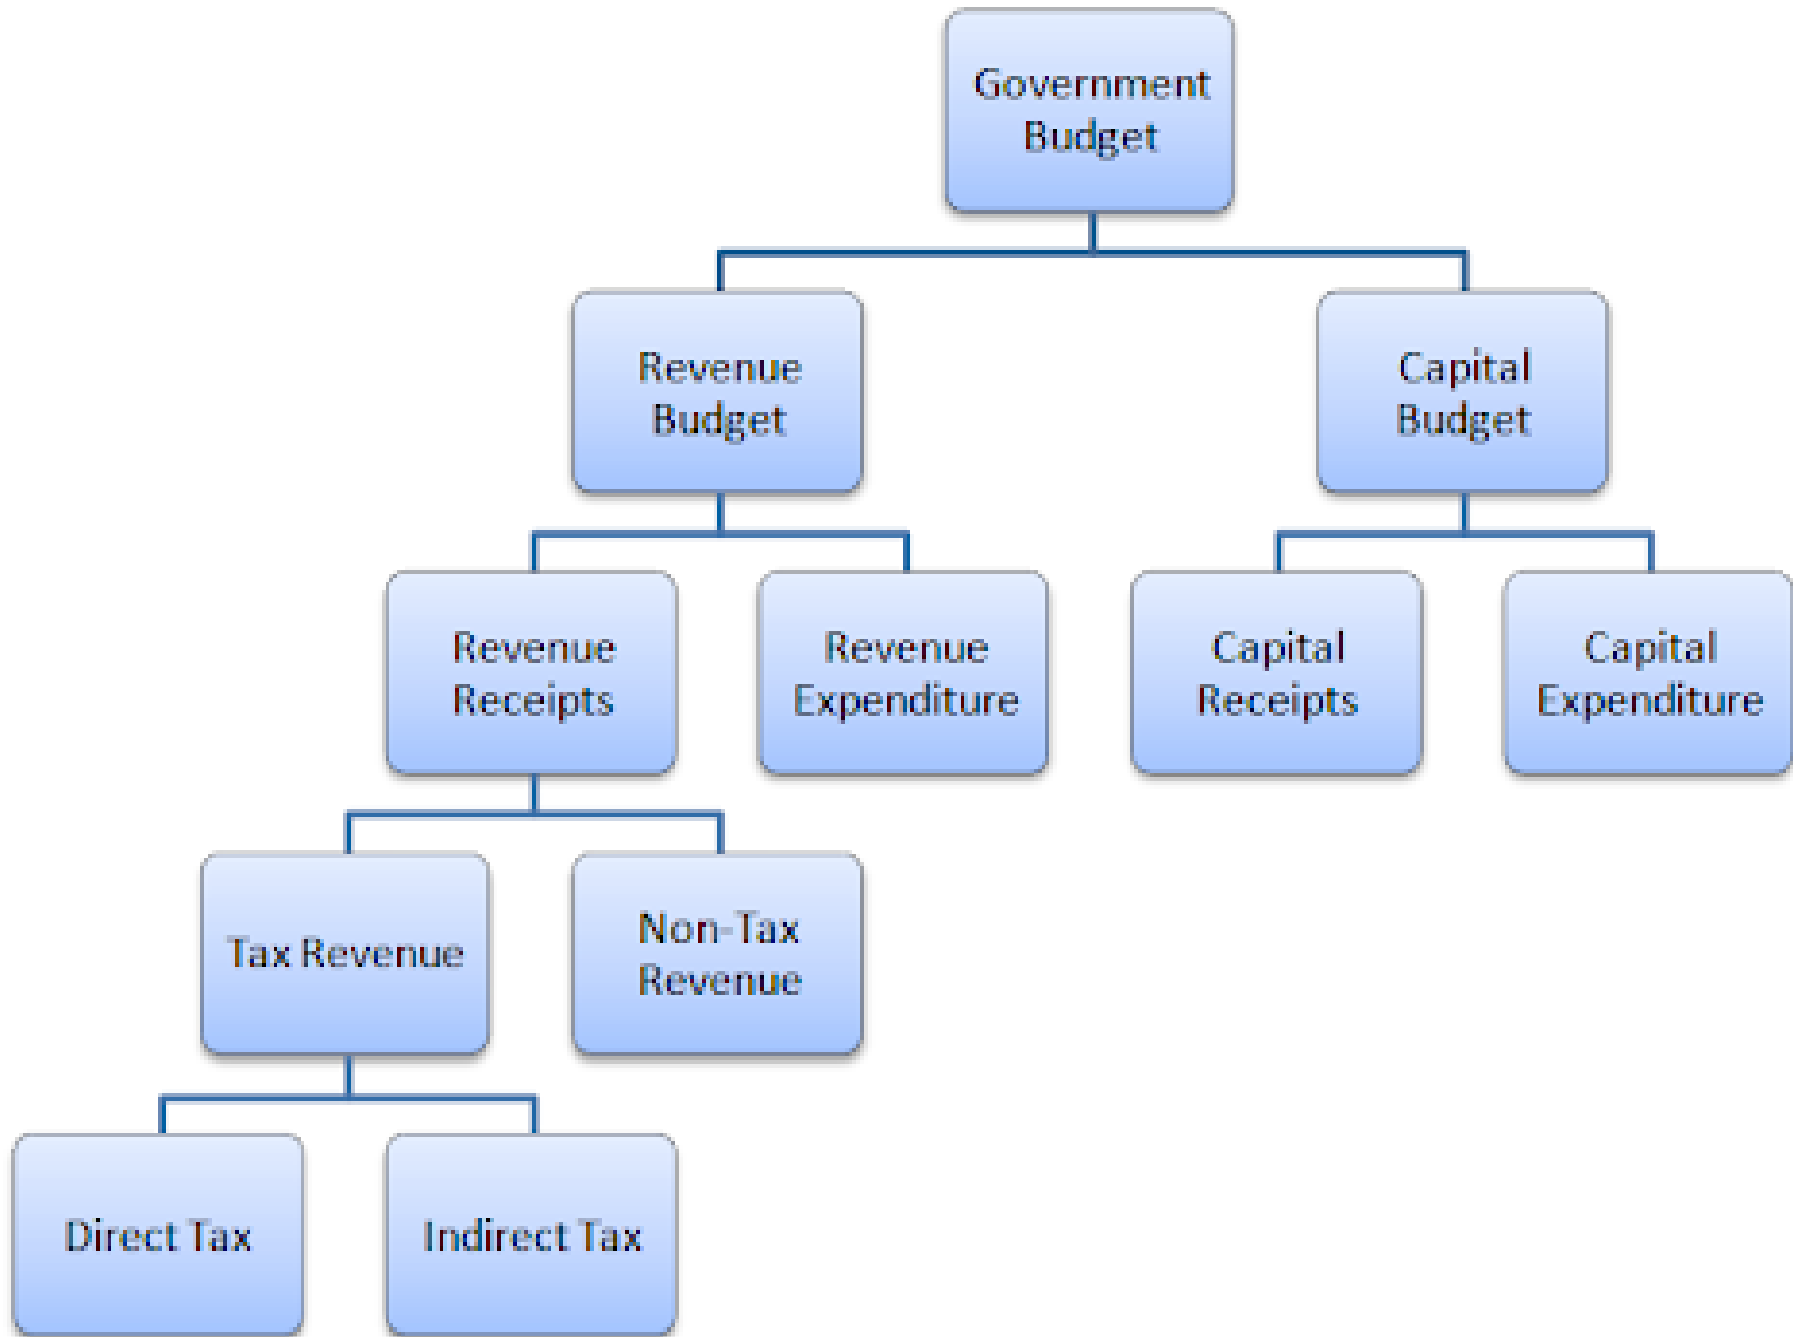 Government
Budget
Revenue
Budget
Capital
Budget
Revenue
Receipts
Revenue
Expenditure
Capital
Receipts
Capital
Expenditure
Tax Revenue
Non-Tax
Revenue
Direct Tax
Indirect Tax